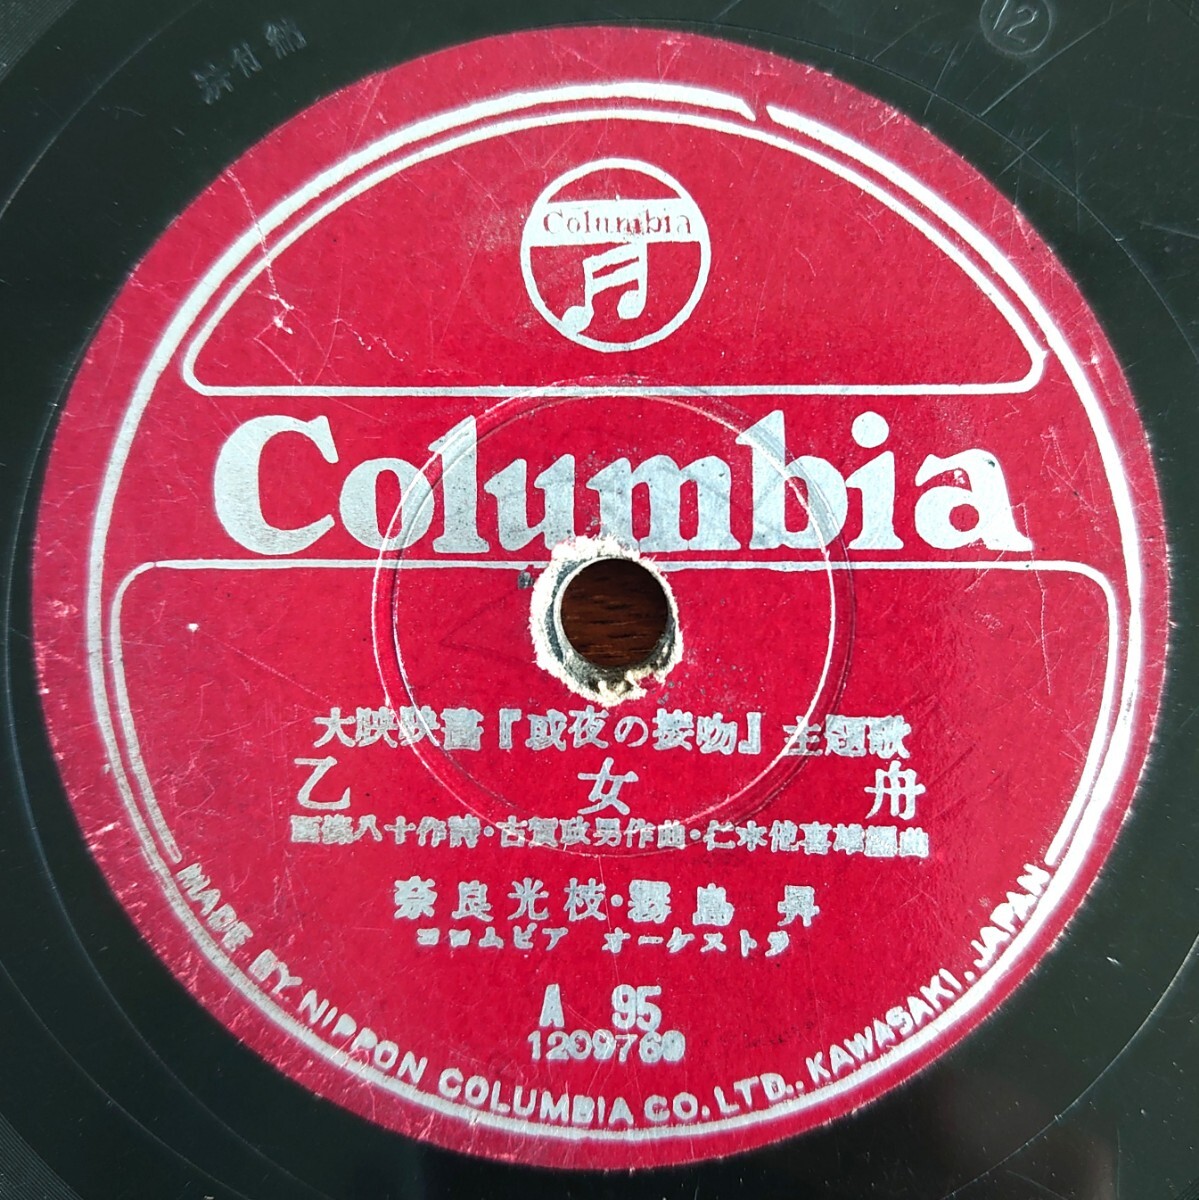 ⑫
Columbia
Columbia
大映映畫『或夜の接吻』主題歌
乙女舟
西條八十作詩・古賀政男作曲・仁木他喜雄編曲
奈良光枝・霧島昇
コロムビア オーケストラ
A 95
1209769
MADE BY NIPPON COLUMBIA CO. LTD., KAWASAKI, JAPAN